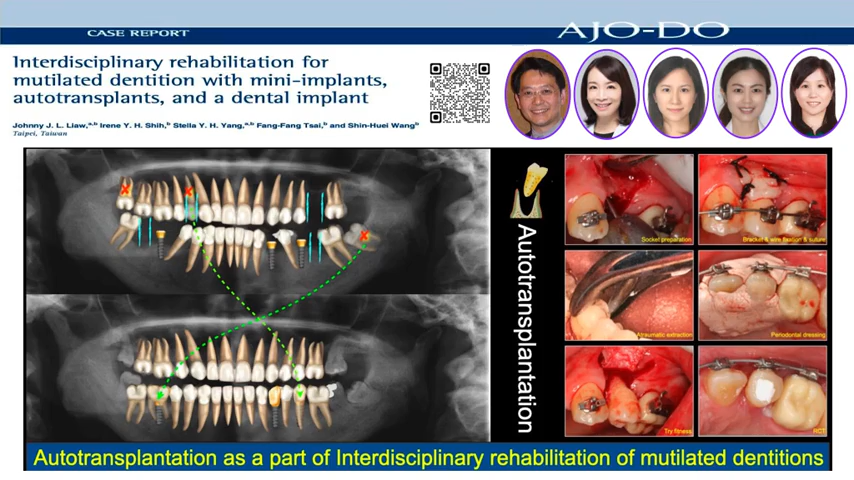 CASE REPORT
AJO-DO
Interdisciplinary rehabilitation for
mutilated dentition with mini-implants,
autotransplants, and a dental implant
Johnny J. L. Liaw,a,b Irene Y. H. Shih,b Stella Y. H. Yang,a,b Fang-Fang Tsai,b and Shin-Huei Wangb
Taipei, Taiwan
Autotransplantation
Socket preparation
Bracket & wire fixation & suture
Atraumatic extraction
Periodontal dressing
Try fitness
RCT
Autotransplantation as a part of Interdisciplinary rehabilitation of mutilated dentitions